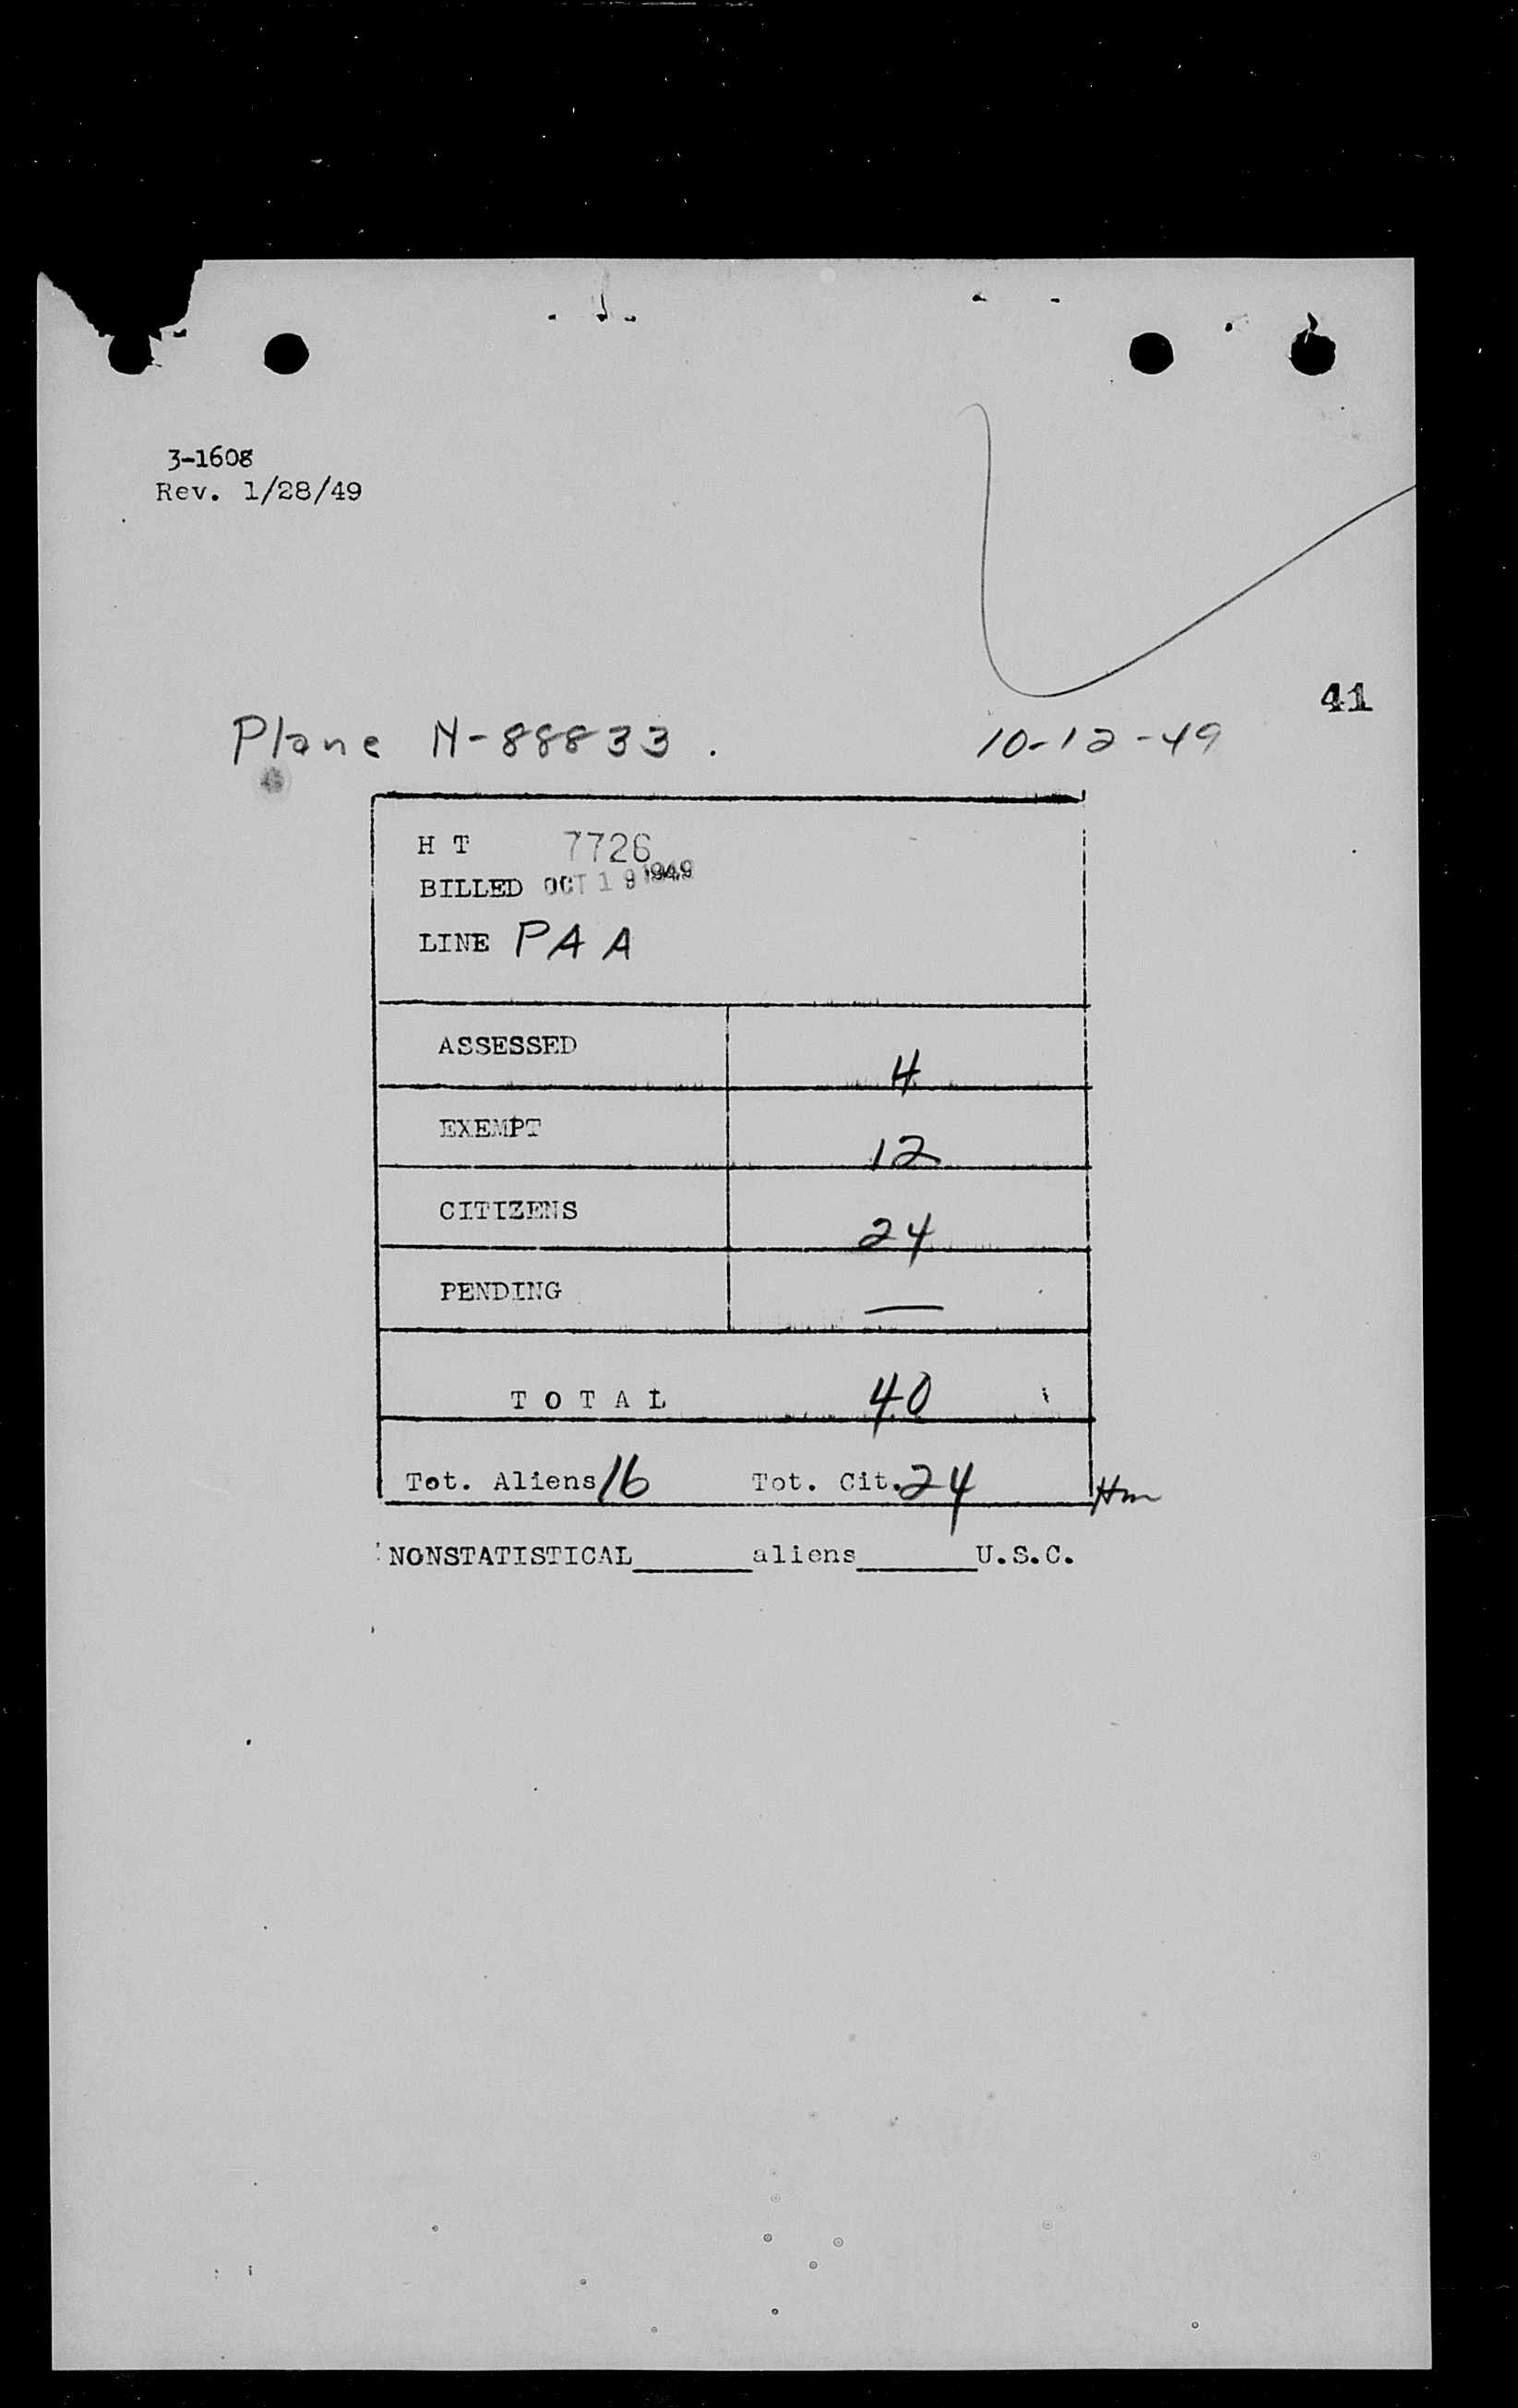 3-1608
Rev. 1/28/49
41
Plane N-88833. 10-12-49
H T 7726
BILLED OCT 19 1949
LINE PAA
ASSESSED 4
EXEMPT 12
CITIZENS 24
PENDING —
T O T A L 40
Tot. Aliens 16 Tot. Cit. 24 Hm
NONSTATISTICAL______aliens______U.S.C.